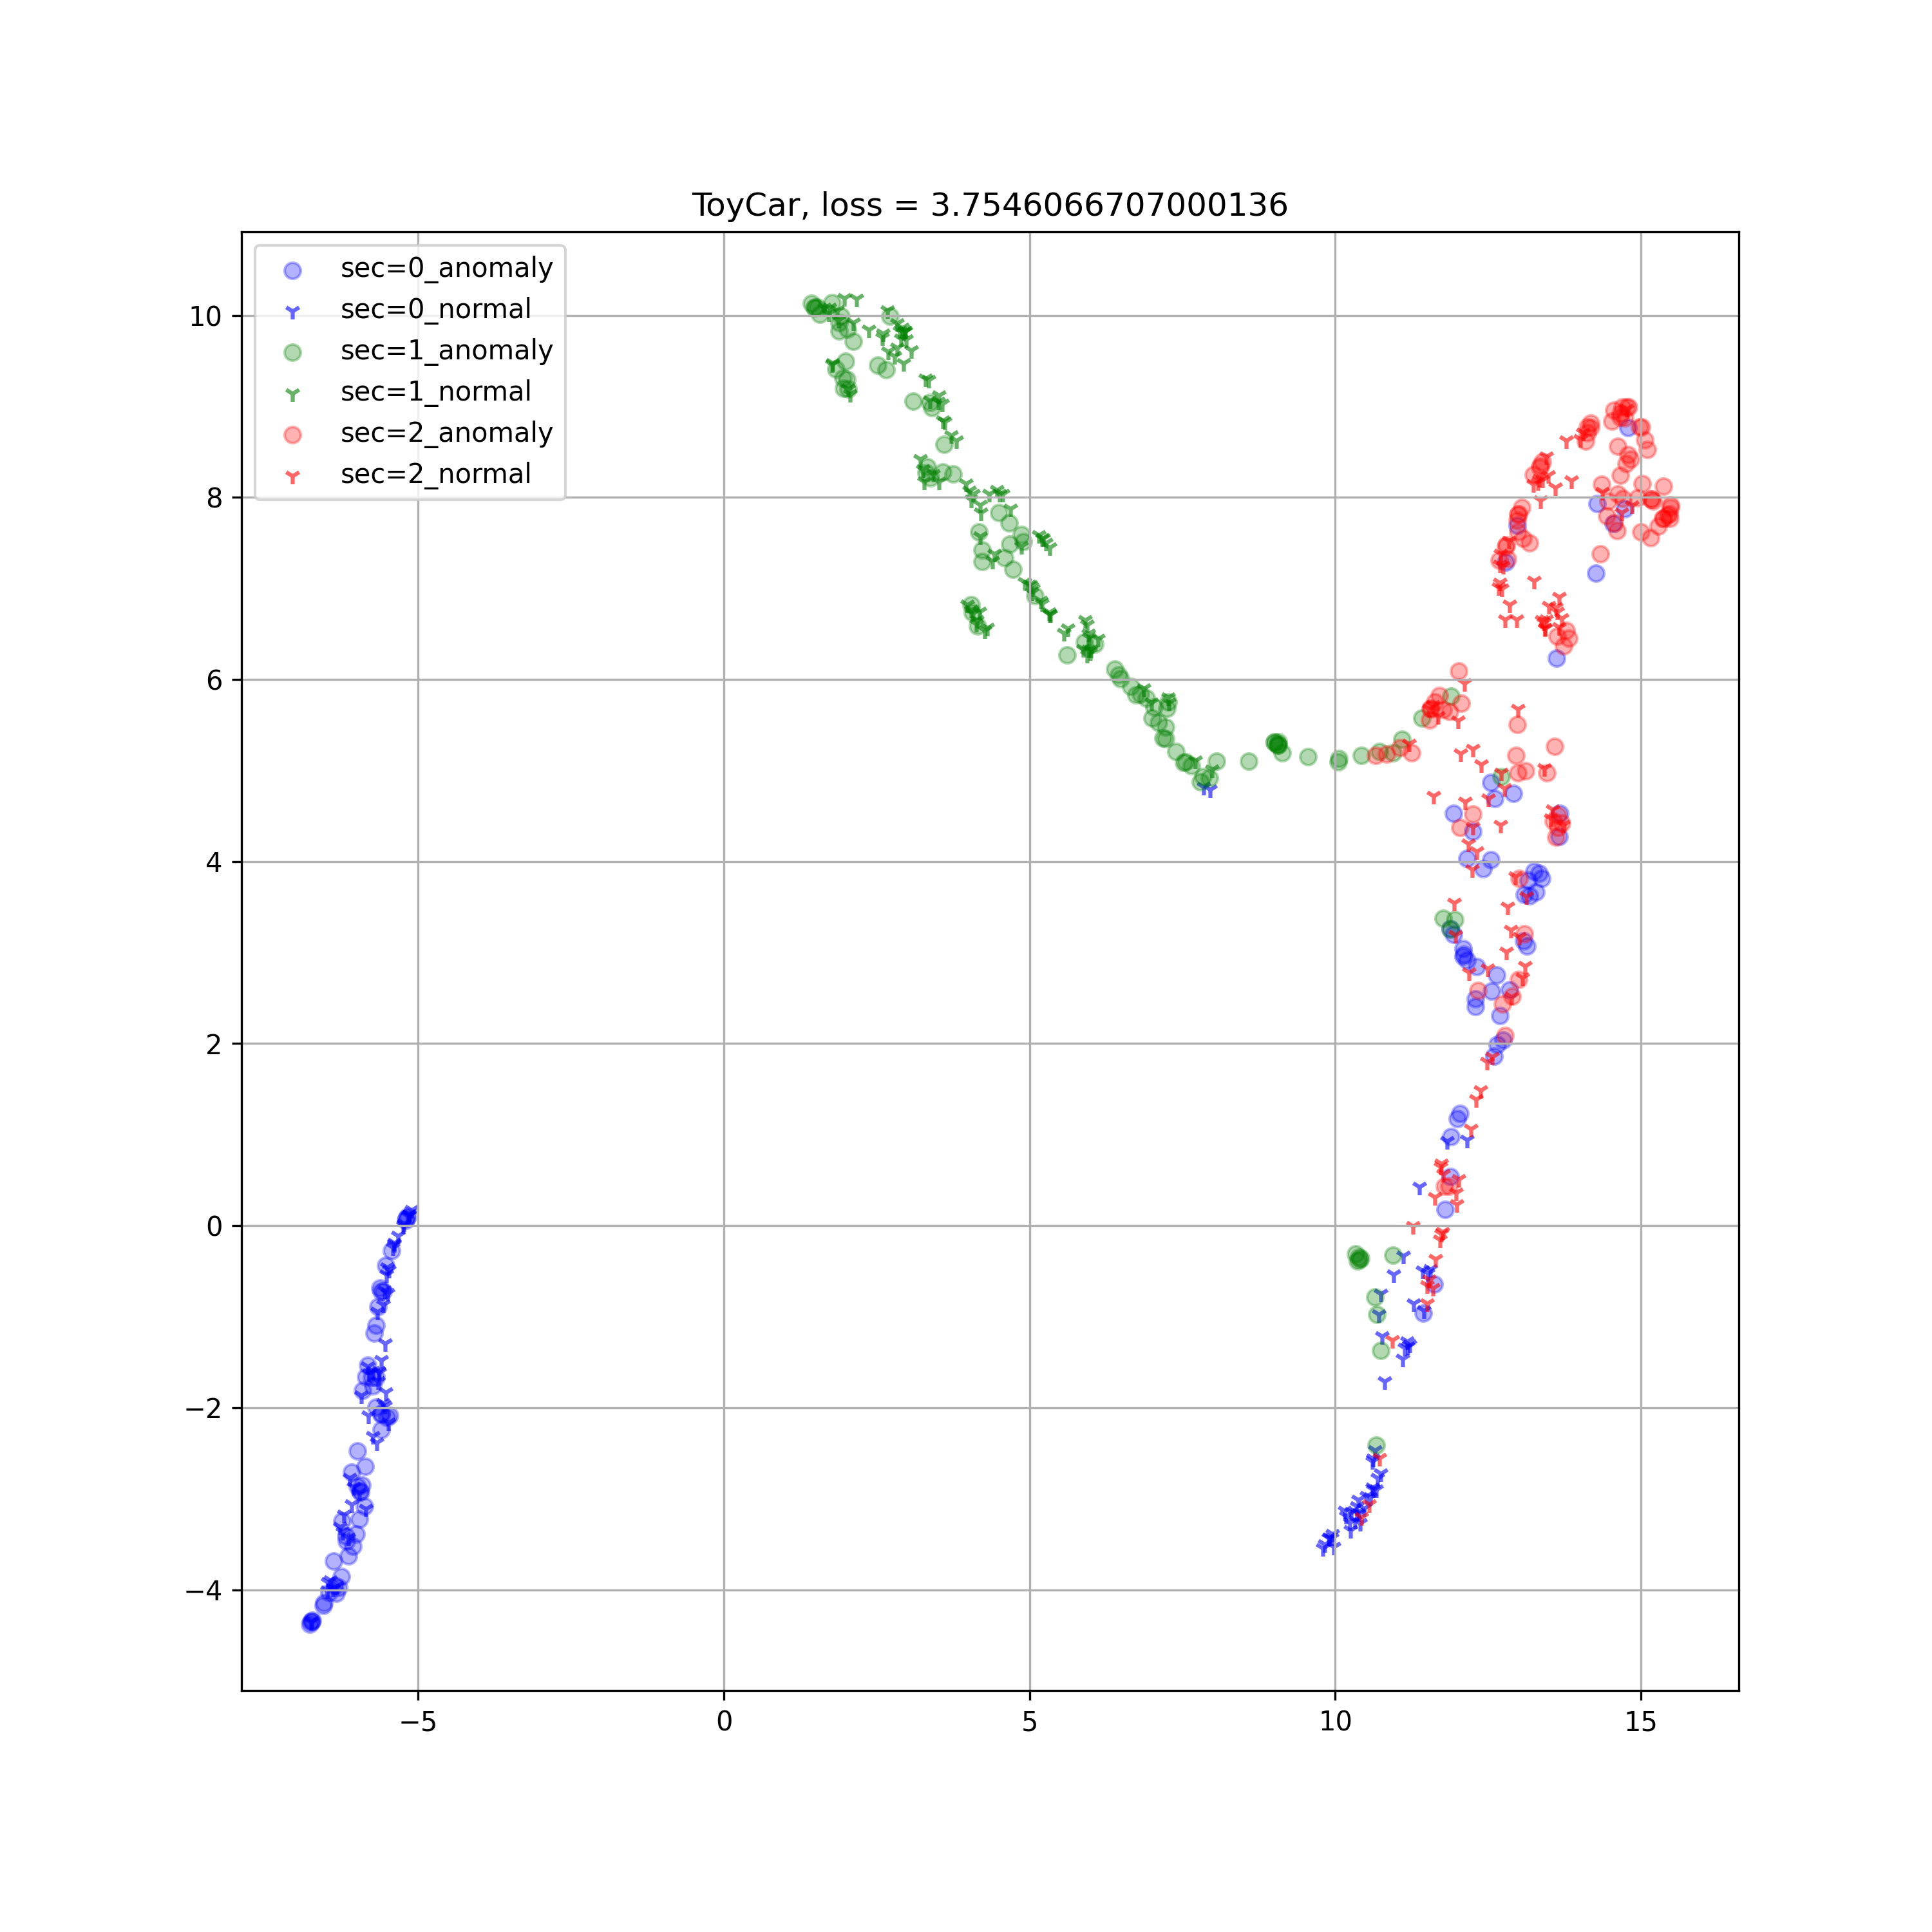 ToyCar, loss = 3.7546066707000136
sec=0_anomaly
sec=0_normal
sec=1_anomaly
sec=1_normal
sec=2_anomaly
sec=2_normal
10
8
6
4
2
0
−2
−4
−5 0 5 10 15